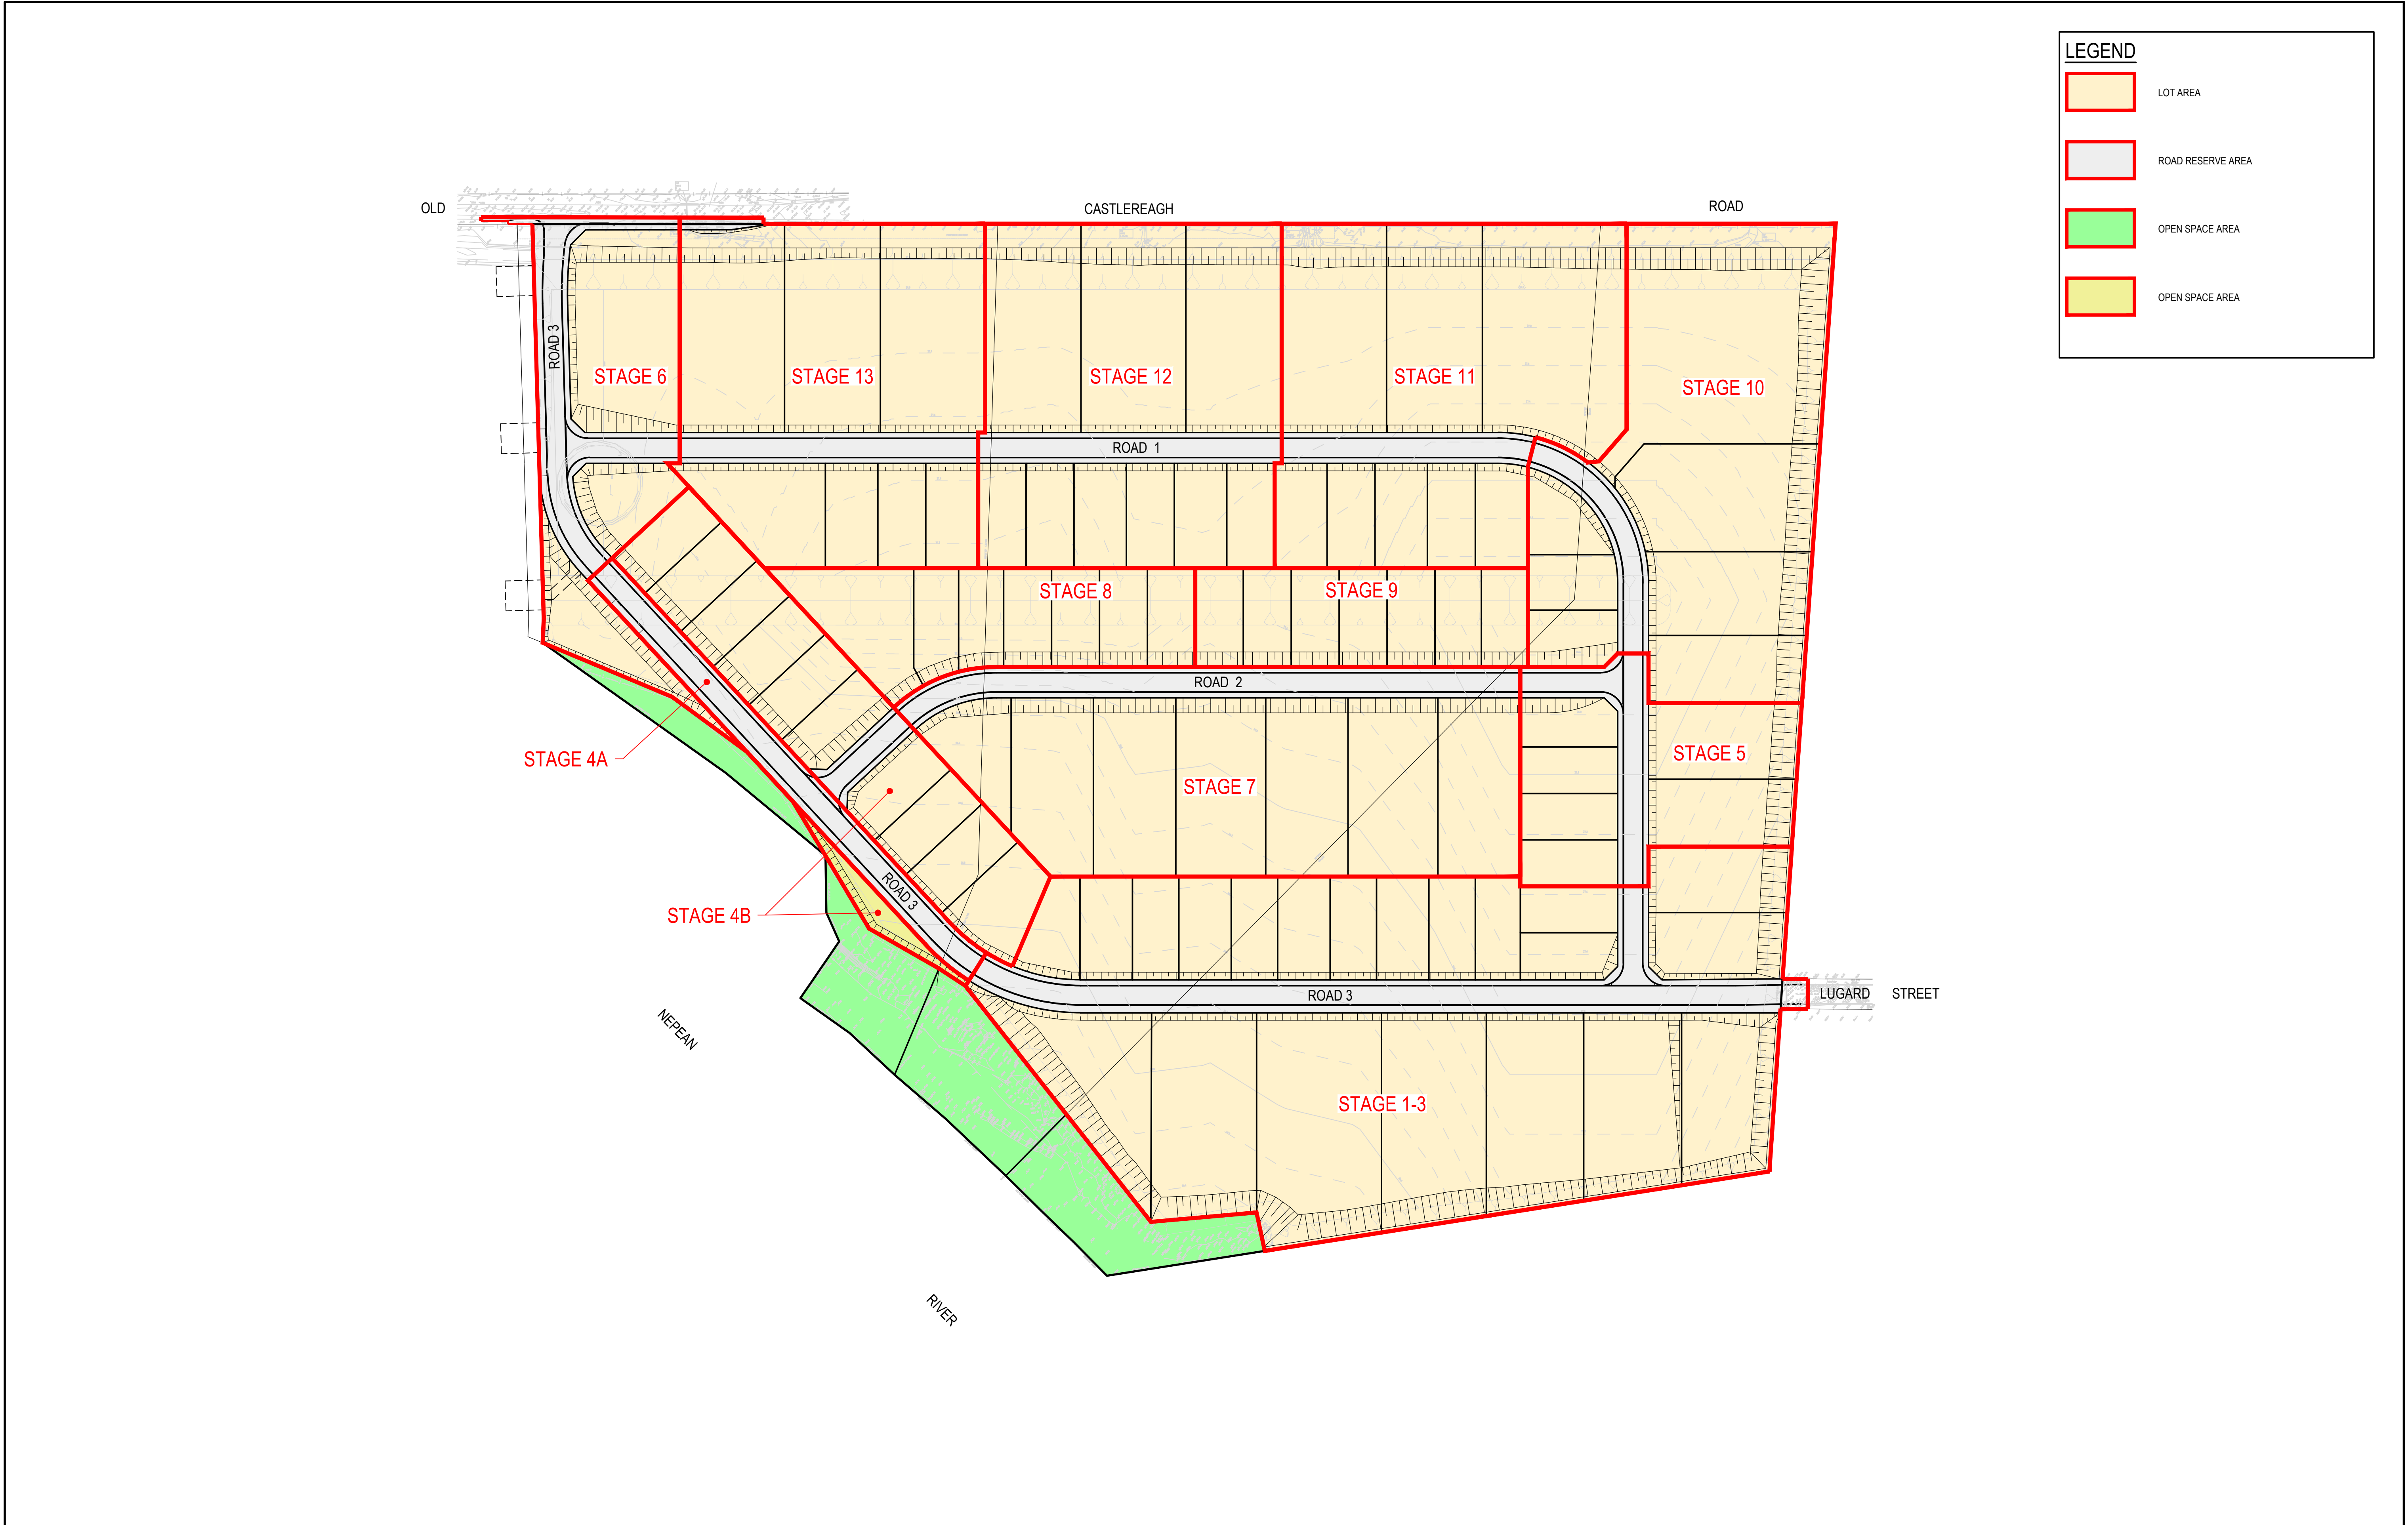 LEGEND
LOT AREA
ROAD RESERVE AREA
OPEN SPACE AREA
OPEN SPACE AREA
OLD CASTLEREAGH ROAD
ROAD 3
STAGE 6
STAGE 13
STAGE 12
STAGE 11
STAGE 10
ROAD 1
STAGE 8
STAGE 9
ROAD 2
STAGE 4A
STAGE 7
STAGE 5
STAGE 4B
ROAD 3
ROAD 3
LUGARD STREET
NEPEAN
STAGE 1-3
RIVER